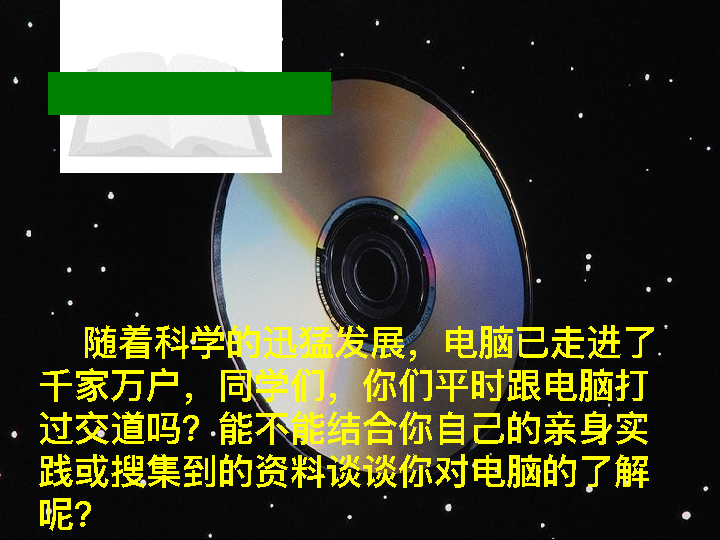 随着科学的迅猛发展，电脑已走进了
千家万户，同学们，你们平时跟电脑打
过交道吗？能不能结合你自己的亲身实
践或搜集到的资料谈谈你对电脑的了解
呢？